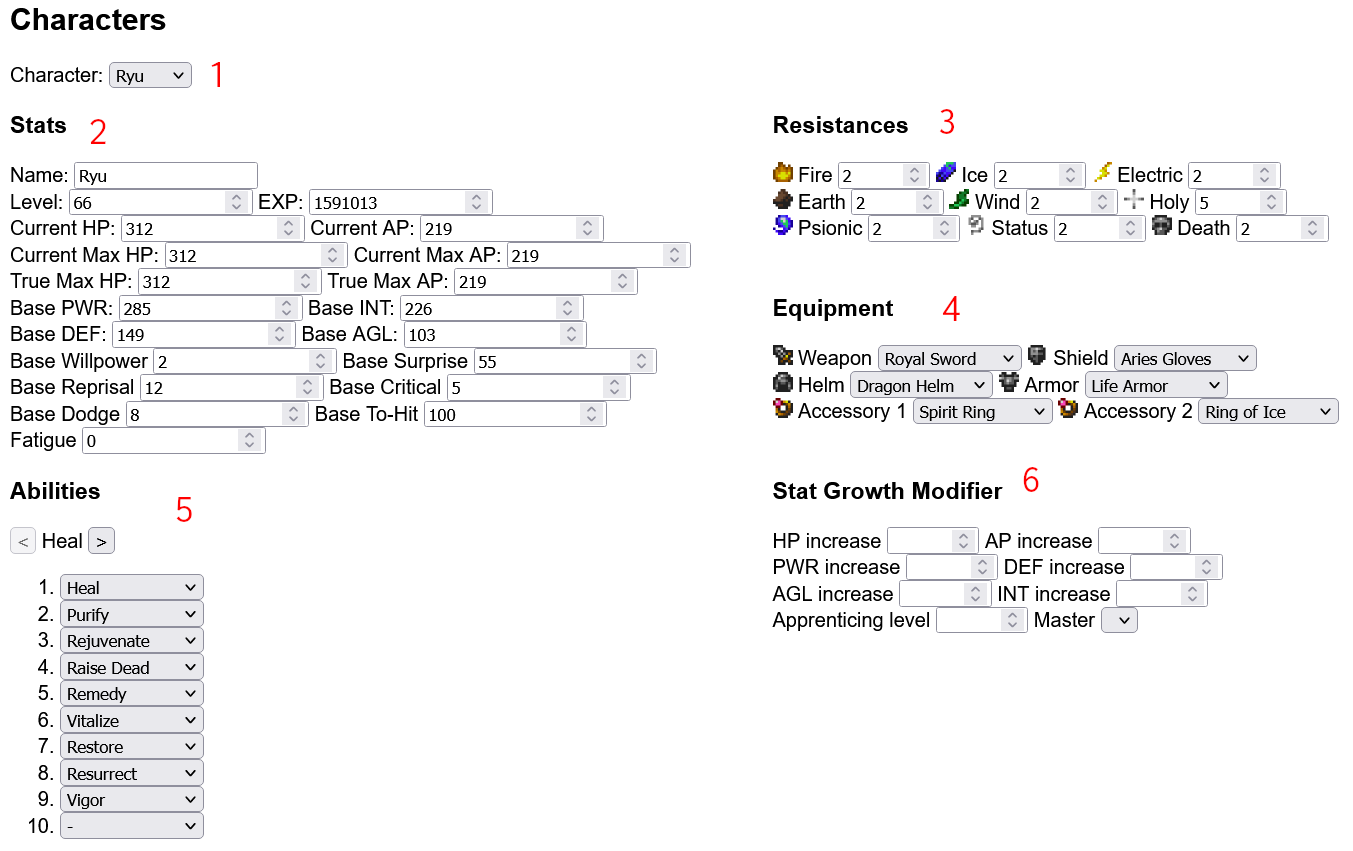 Characters
Character: Ryu 1
Stats 2
Name: Ryu
Level: 66 EXP: 1591013
Current HP: 312 Current AP: 219
Current Max HP: 312 Current Max AP: 219
True Max HP: 312 True Max AP: 219
Base PWR: 285 Base INT: 226
Base DEF: 149 Base AGL: 103
Base Willpower 2 Base Surprise 55
Base Reprisal 12 Base Critical 5
Base Dodge 8 Base To-Hit 100
Fatigue 0
Resistances 3
Fire 2 Ice 2 Electric 2
Earth 2 Wind 2 Holy 5
Psionic 2 Status 2 Death 2
Equipment 4
Weapon Royal Sword Shield Aries Gloves
Helm Dragon Helm Armor Life Armor
Accessory 1 Spirit Ring Accessory 2 Ring of Ice
Abilities 5
< Heal >
1. Heal
2. Purify
3. Rejuvenate
4. Raise Dead
5. Remedy
6. Vitalize
7. Restore
8. Resurrect
9. Vigor
10. -
Stat Growth Modifier 6
HP increase AP increase
PWR increase DEF increase
AGL increase INT increase
Apprenticing level Master